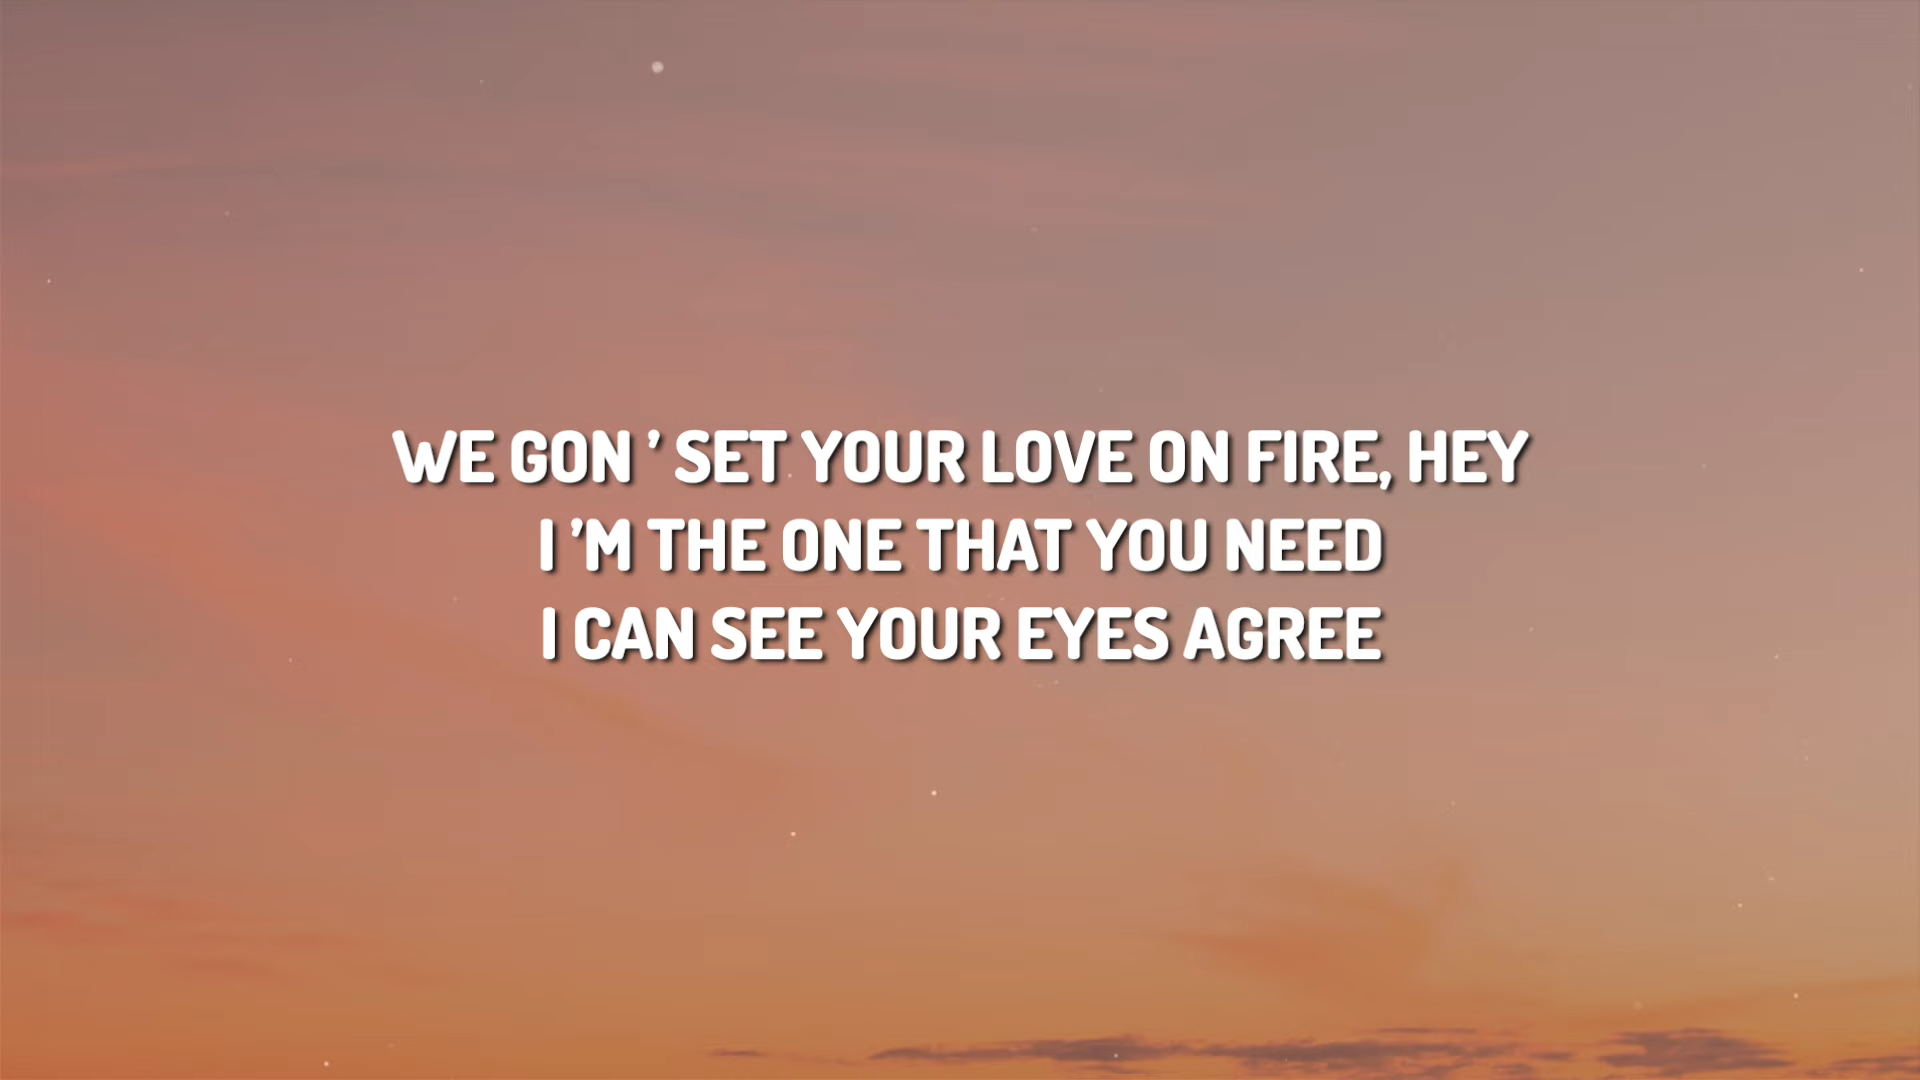 WE GON ’ SET YOUR LOVE ON FIRE, HEY
I ’M THE ONE THAT YOU NEED
I CAN SEE YOUR EYES AGREE